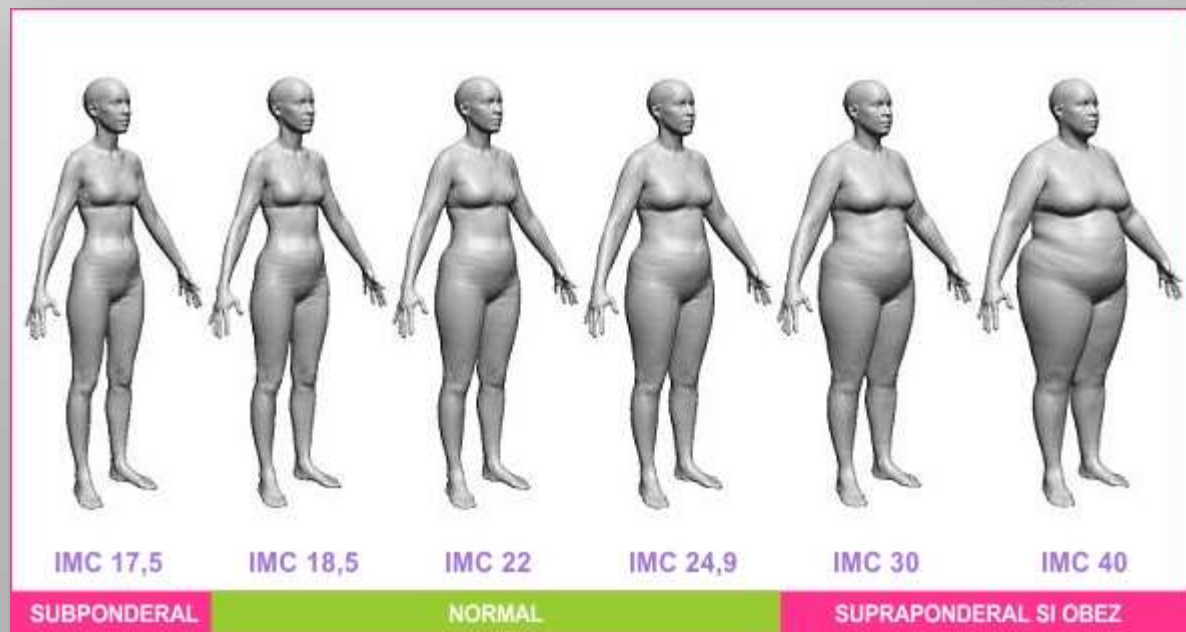 IMC 17,5
IMC 18,5
IMC 22
IMC 24,9
IMC 30
IMC 40
SUBPONDERAL
NORMAL
SUPRAPONDERAL SI OBEZ